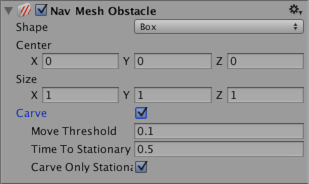 Nav Mesh Obstacle
Shape Box
Center
X 0 Y 0 Z 0
Size
X 1 Y 1 Z 1
Carve
Move Threshold 0.1
Time To Stationary 0.5
Carve Only Stationa